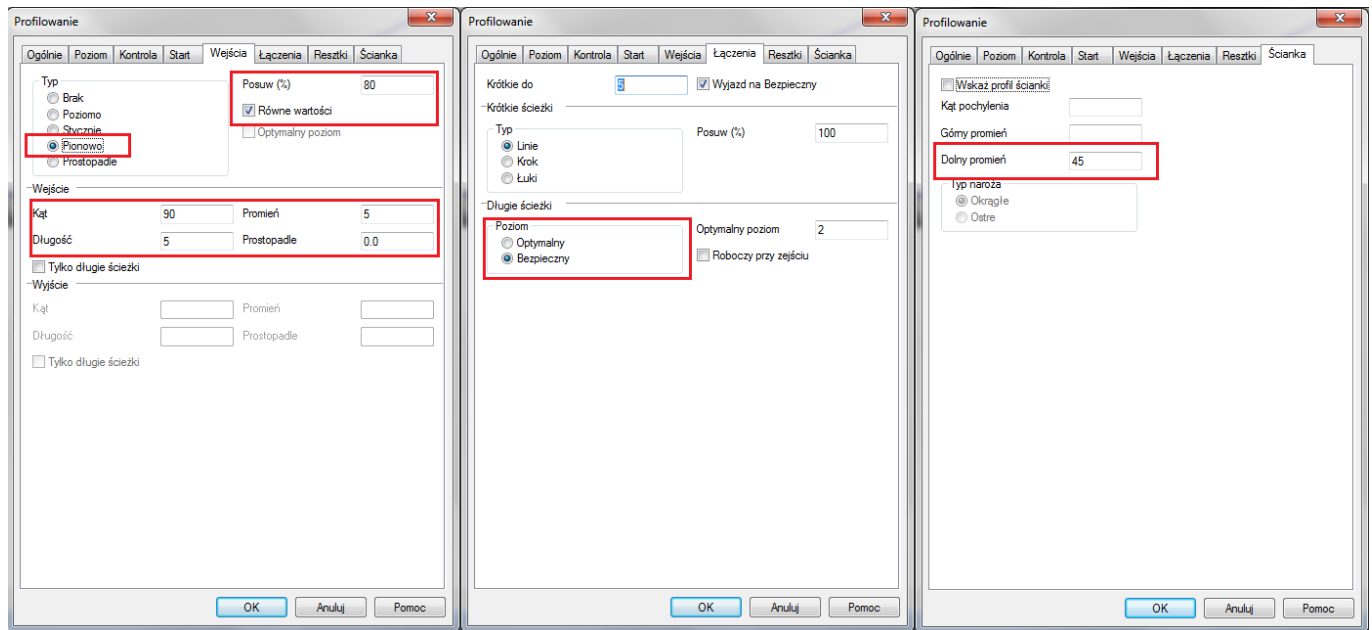 Profilowanie
Ogólnie Poziom Kontrola Start Wejścia Łączenia Resztki Ścianka
Typ
Brak
Poziomo
Stycznie
Pionowo
Prostopadle
Posuw (%) 80
Równe wartości
Optymalny poziom
Wejście
Kąt 90 Promień 5
Długość 5 Prostopadle 0.0
Tylko długie ścieżki
Wyjście
Kąt Promień
Długość Prostopadle
Tylko długie ścieżki
OK Anuluj Pomoc
Profilowanie
Ogólnie Poziom Kontrola Start Wejścia Łączenia Resztki Ścianka
Krótkie do 5 Wyjazd na Bezpieczny
Krótkie ścieżki
Typ
Linie
Krok
Łuki
Posuw (%) 100
Długie ścieżki
Poziom
Optymalny
Bezpieczny
Optymalny poziom 2
Roboczy przy zejściu
OK Anuluj Pomoc
Profilowanie
Ogólnie Poziom Kontrola Start Wejścia Łączenia Resztki Ścianka
Wskaż profil ścianki
Kąt pochylenia
Górny promień
Dolny promień 45
Typ naroża
Okrągłe
Ostre
OK Anuluj Pomoc